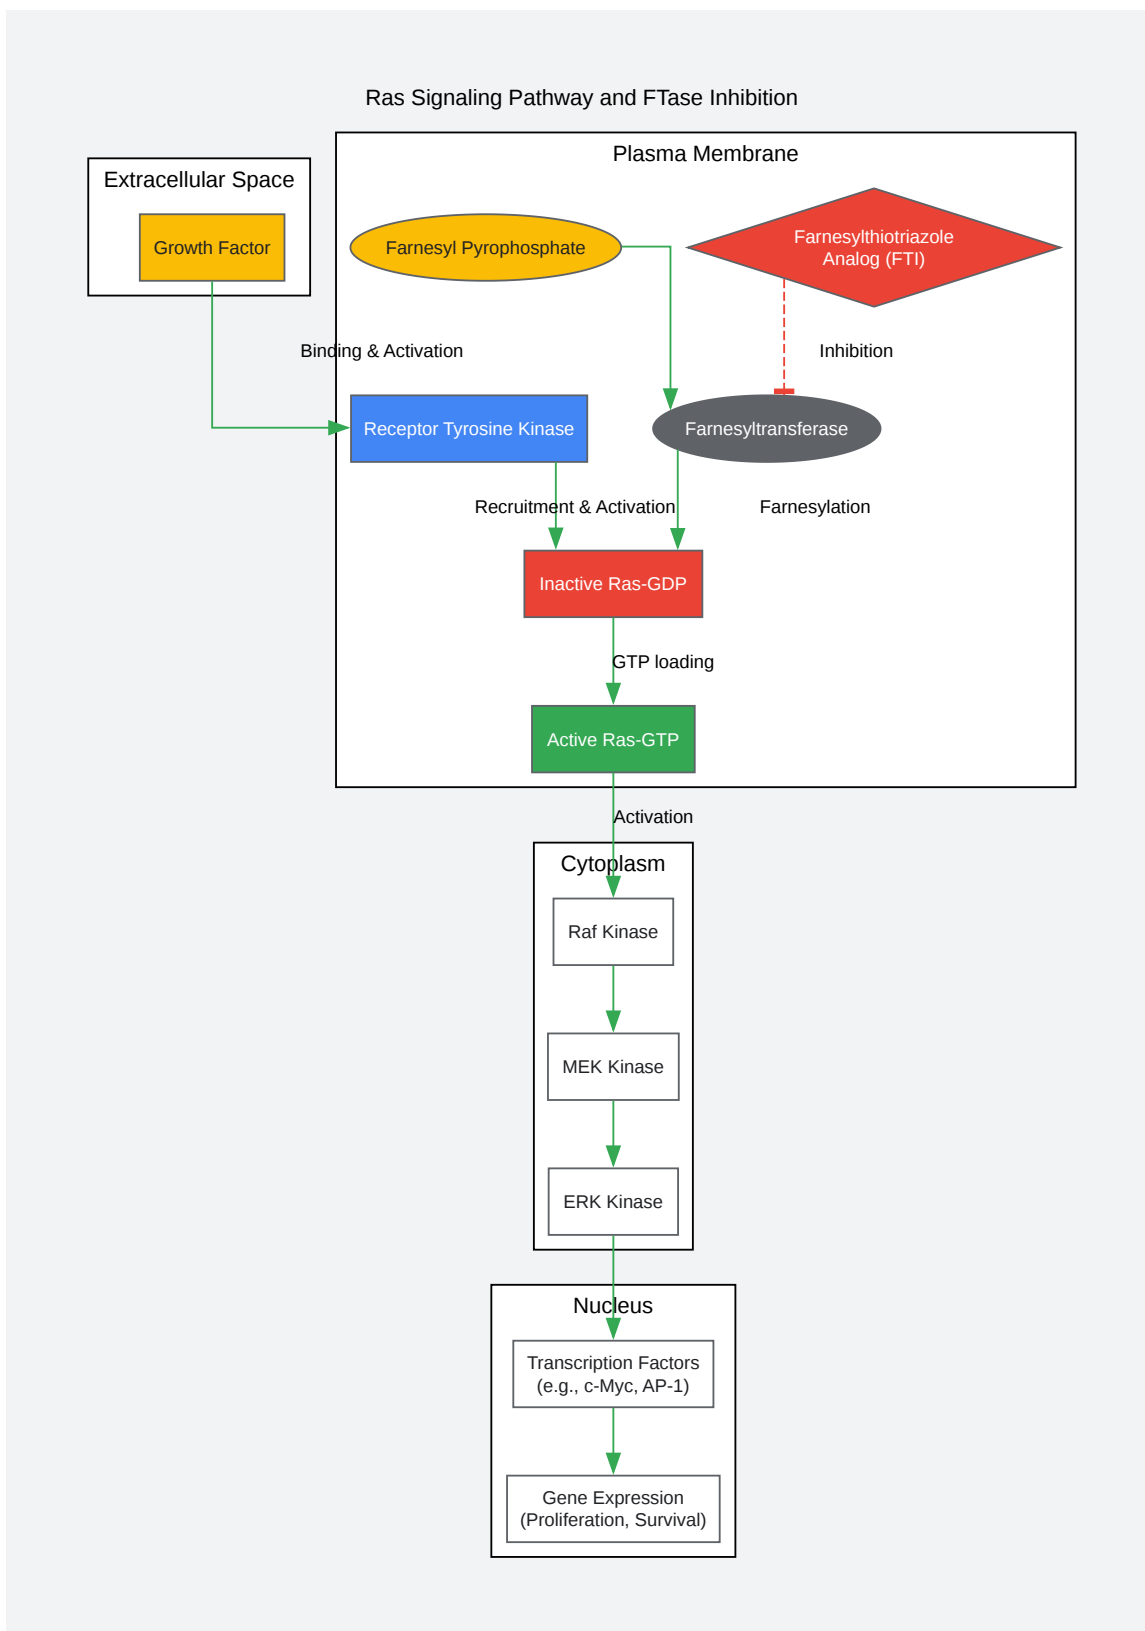 Ras Signaling Pathway and FTase Inhibition
Plasma Membrane
Extracellular Space
Growth Factor
Farnesyl Pyrophosphate
Farnesylthiotriazole
Analog (FTI)
Binding & Activation
Inhibition
Receptor Tyrosine Kinase
Farnesyltransferase
Recruitment & Activation
Farnesylation
Inactive Ras-GDP
GTP loading
Active Ras-GTP
Activation
Cytoplasm
Raf Kinase
MEK Kinase
ERK Kinase
Nucleus
Transcription Factors
(e.g., c-Myc, AP-1)
Gene Expression
(Proliferation, Survival)